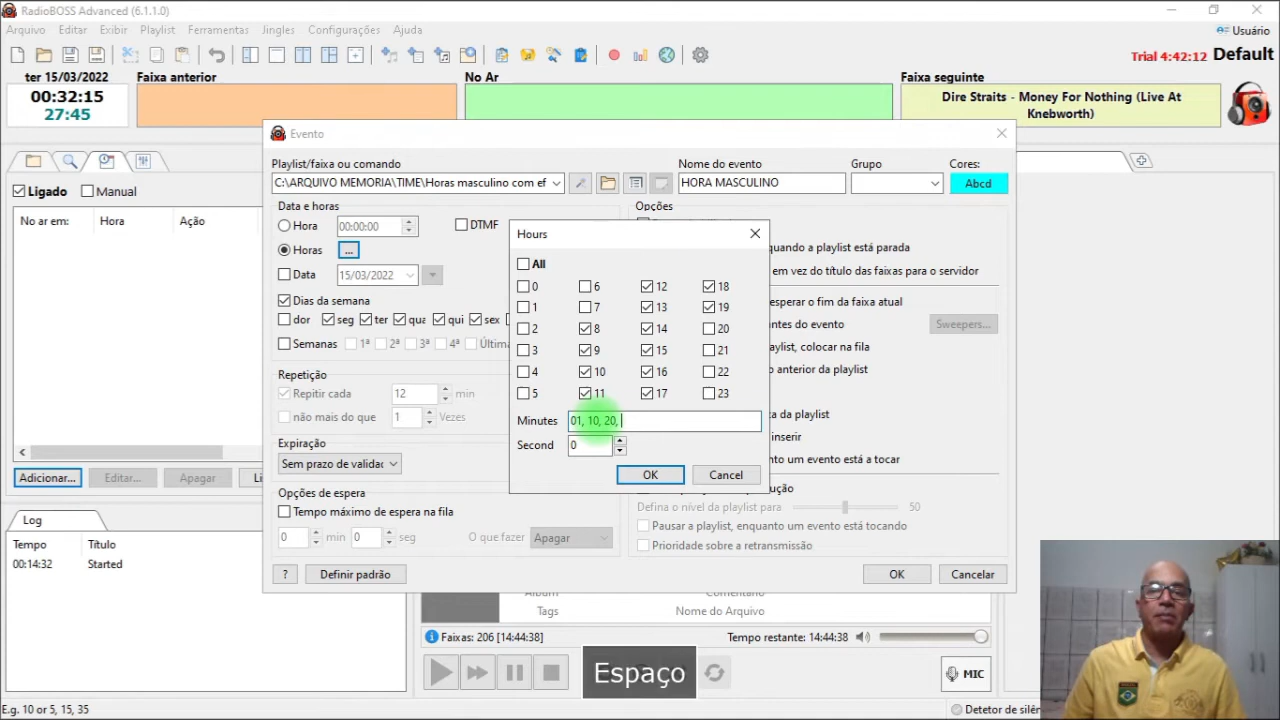 RadioBOSS Advanced (6.1.1.0)
Arquivo Editar Exibir Playlist Ferramentas Jingles Configurações Ajuda
Usuário
Trial 4:42:12 Default
ter 15/03/2022
00:32:15
27:45
Faixa anterior
No Ar
Faixa seguinte
Dire Straits - Money For Nothing (Live At
Knebworth)
Ligado Manual
No ar em: Hora Ação
Adicionar... Editar... Apagar
Log
Tempo Título
00:14:32 Started
E.g. 10 or 5, 15, 35
Evento
Playlist/faixa ou comando
C:\ARQUIVO MEMORIA\TIME\Horas masculino com ef
Nome do evento
HORA MASCULINO
Grupo
Cores:
Abcd
Data e horas
Hora 00:00:00 DTMF
Horas ...
Data 15/03/2022
Dias da semana
dor seg ter qua qui sex
Semanas 1ª 2ª 3ª 4ª Última
Repetição
Repitir cada 12 min
não mais do que 1 Vezes
Expiração
Sem prazo de validac
Opções de espera
Tempo máximo de espera na fila
0 min 0 seg O que fazer Apagar
? Definir padrão
Opções
quando a playlist está parada
em vez do título das faixas para o servidor
esperar o fim da faixa atual
antes do evento Sweepers...
playlist, colocar na fila
o anterior da playlist
ta da playlist
inserir
o um evento está a tocar
Defina o nível da playlist para 50
Pausar a playlist, enquanto um evento está tocando
Prioridade sobre a retransmissão
OK Cancelar
Hours
All
0 6 12 18
1 7 13 19
2 8 14 20
3 9 15 21
4 10 16 22
5 11 17 23
Minutes 01, 10, 20,
Second 0
OK Cancel
Album Comentário
Tags Nome do Arquivo
Faixas: 206 [14:44:38] Tempo restante: 14:44:38
Espaço
MIC
Detetor de silên